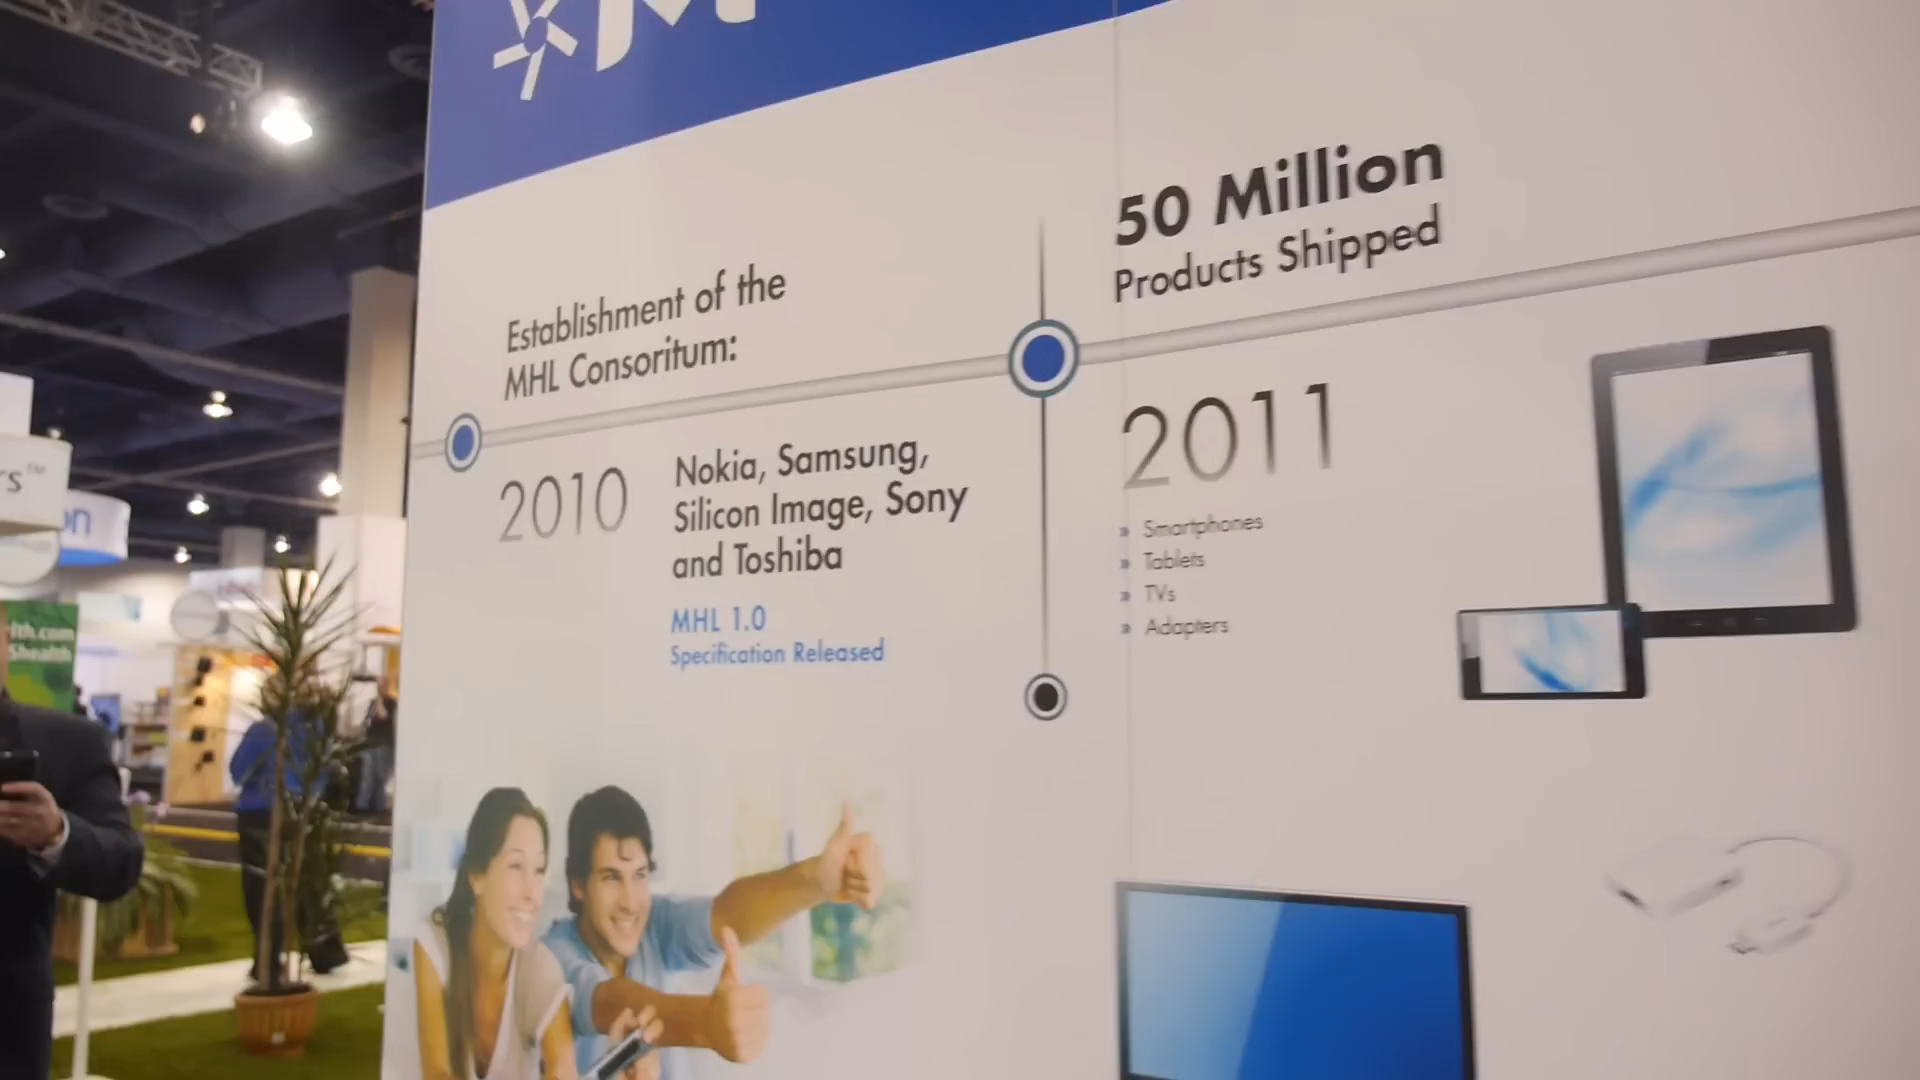 50 Million
Products Shipped
Establishment of the
MHL Consoritum:
2010
Nokia, Samsung,
Silicon Image, Sony
and Toshiba
MHL 1.0
Specification Released
2011
» Smartphones
» Tablets
» TVs
» Adapters